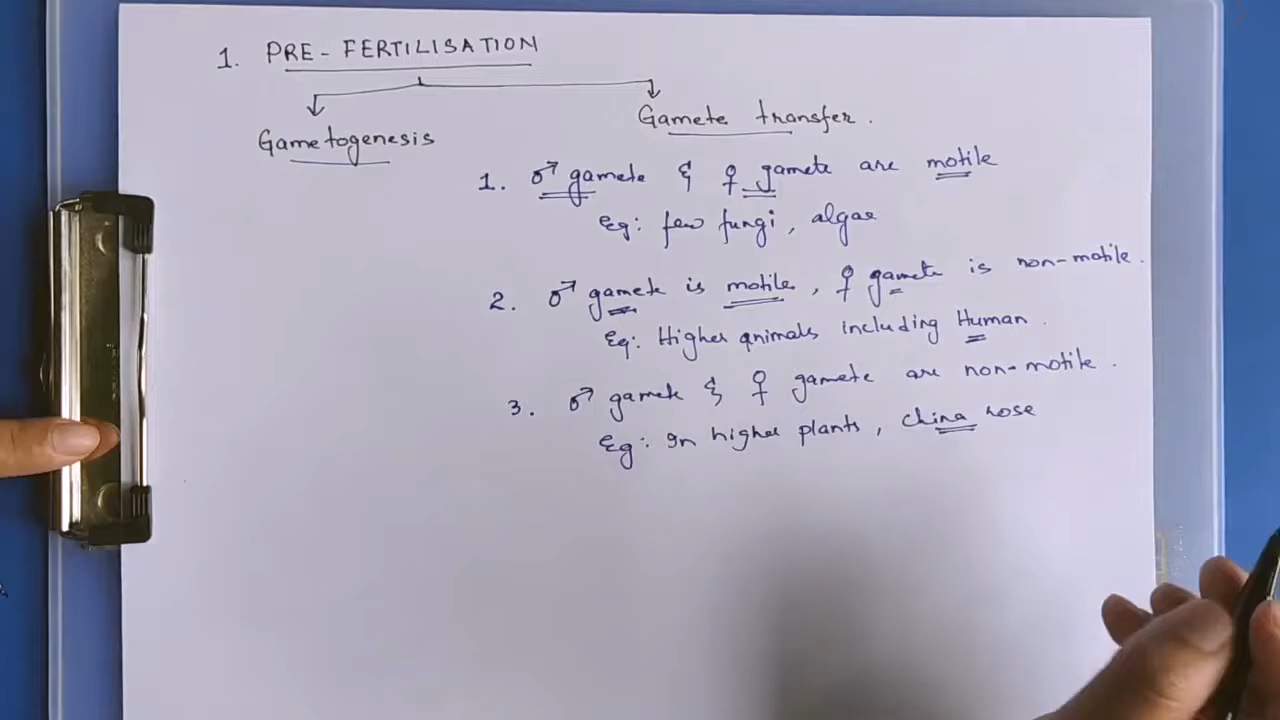 1. PRE-FERTILISATION
Gametogenesis
Gamete transfer.
1. ♂ gamete & ♀ gamete are motile
Eg: few fungi, algae
2. ♂ gamete is motile, ♀ gamete is non-motile.
Eg: Higher animals including Human.
3. ♂ gamete & ♀ gamete are non-motile.
Eg: In higher plants, china rose